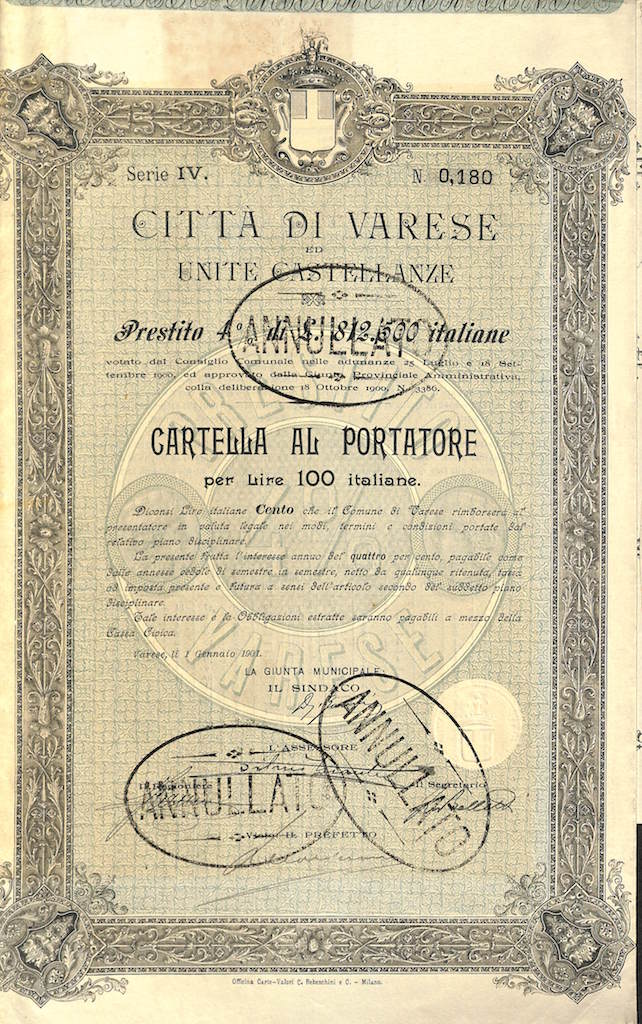 Serie IV.
N. 0,180
CITTÀ DI VARESE
ED
UNITE CASTELLANZE
Prestito 4% di £. 812.500 italiane
votato dal Consiglio Comunale nelle adunanze 25 Luglio e 18 Set-
tembre 1900, ed approvato dalla Giunta Provinciale Amministrativa,
colla deliberazione 18 Ottobre 1900, N. 3386.
ANNULLATO
CARTELLA AL PORTATORE
per Lire 100 italiane.
Diconsi Lire italiane Cento che il Comune di Varese rimborserà al
presentatore in valuta legale nei modi, termini e condizioni portate dal
relativo piano disciplinare.
La presente frutta l'interesse annuo del quattro per cento, pagabile come
dalle annesse cedole di semestre in semestre, netto da qualunque ritenuta, tassa
od imposta presente e futura a sensi dell'articolo secondo del suddetto piano
disciplinare.
Tale interesse e le Obbligazioni estratte saranno pagabili a mezzo della
Cassa Civica.
Varese, li 1 Gennaio 1901.
VARESE
LA GIUNTA MUNICIPALE:
IL SINDACO
L'ASSESSORE
Il Ragioniere
Il Segretario
ANNULLATO
ANNULLATO
Visto: IL PREFETTO
Officina Carte-Valori C. Bebeschini e C. - Milano.